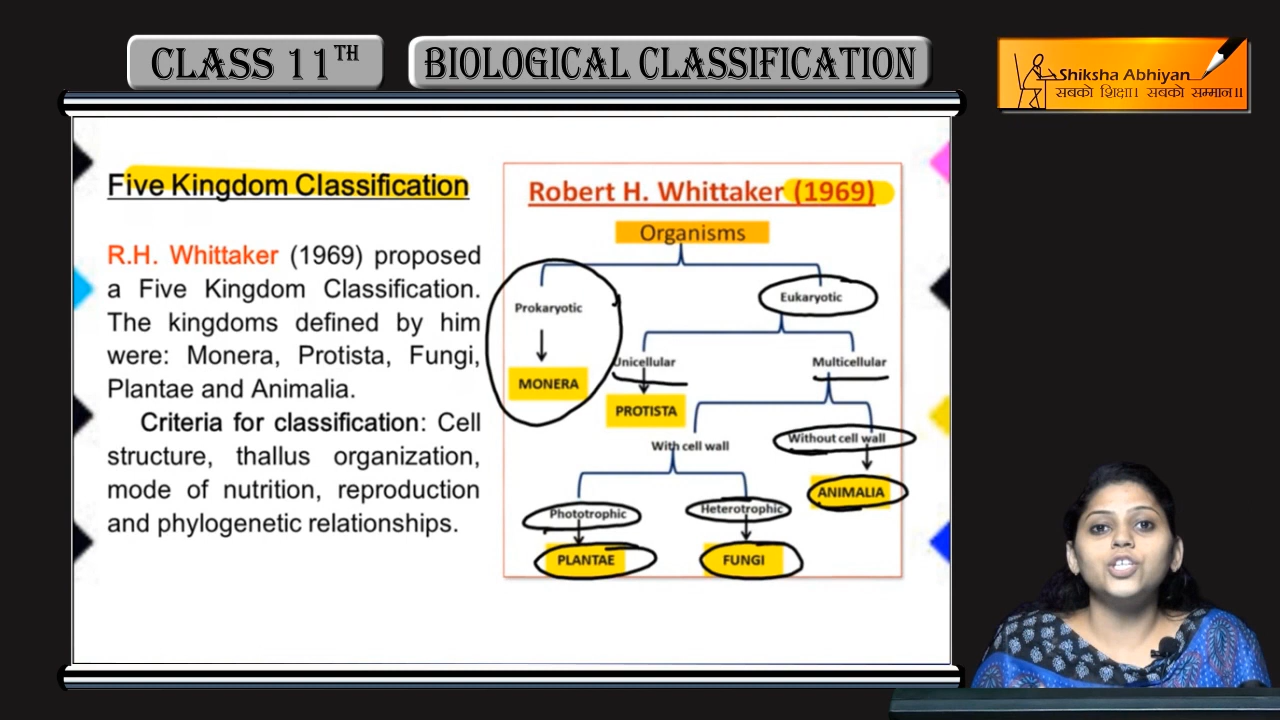 CLASS 11TH
BIOLOGICAL CLASSIFICATION
Shiksha Abhiyan
सबको शिक्षा। सबको सम्मान॥
Five Kingdom Classification
R.H. Whittaker (1969) proposed
a Five Kingdom Classification.
The kingdoms defined by him
were: Monera, Protista, Fungi,
Plantae and Animalia.
Criteria for classification: Cell
structure, thallus organization,
mode of nutrition, reproduction
and phylogenetic relationships.
Robert H. Whittaker (1969)
Organisms
Prokaryotic
Eukaryotic
MONERA
Unicellular
Multicellular
PROTISTA
With cell wall
Without cell wall
ANIMALIA
Phototrophic
Heterotrophic
PLANTAE
FUNGI